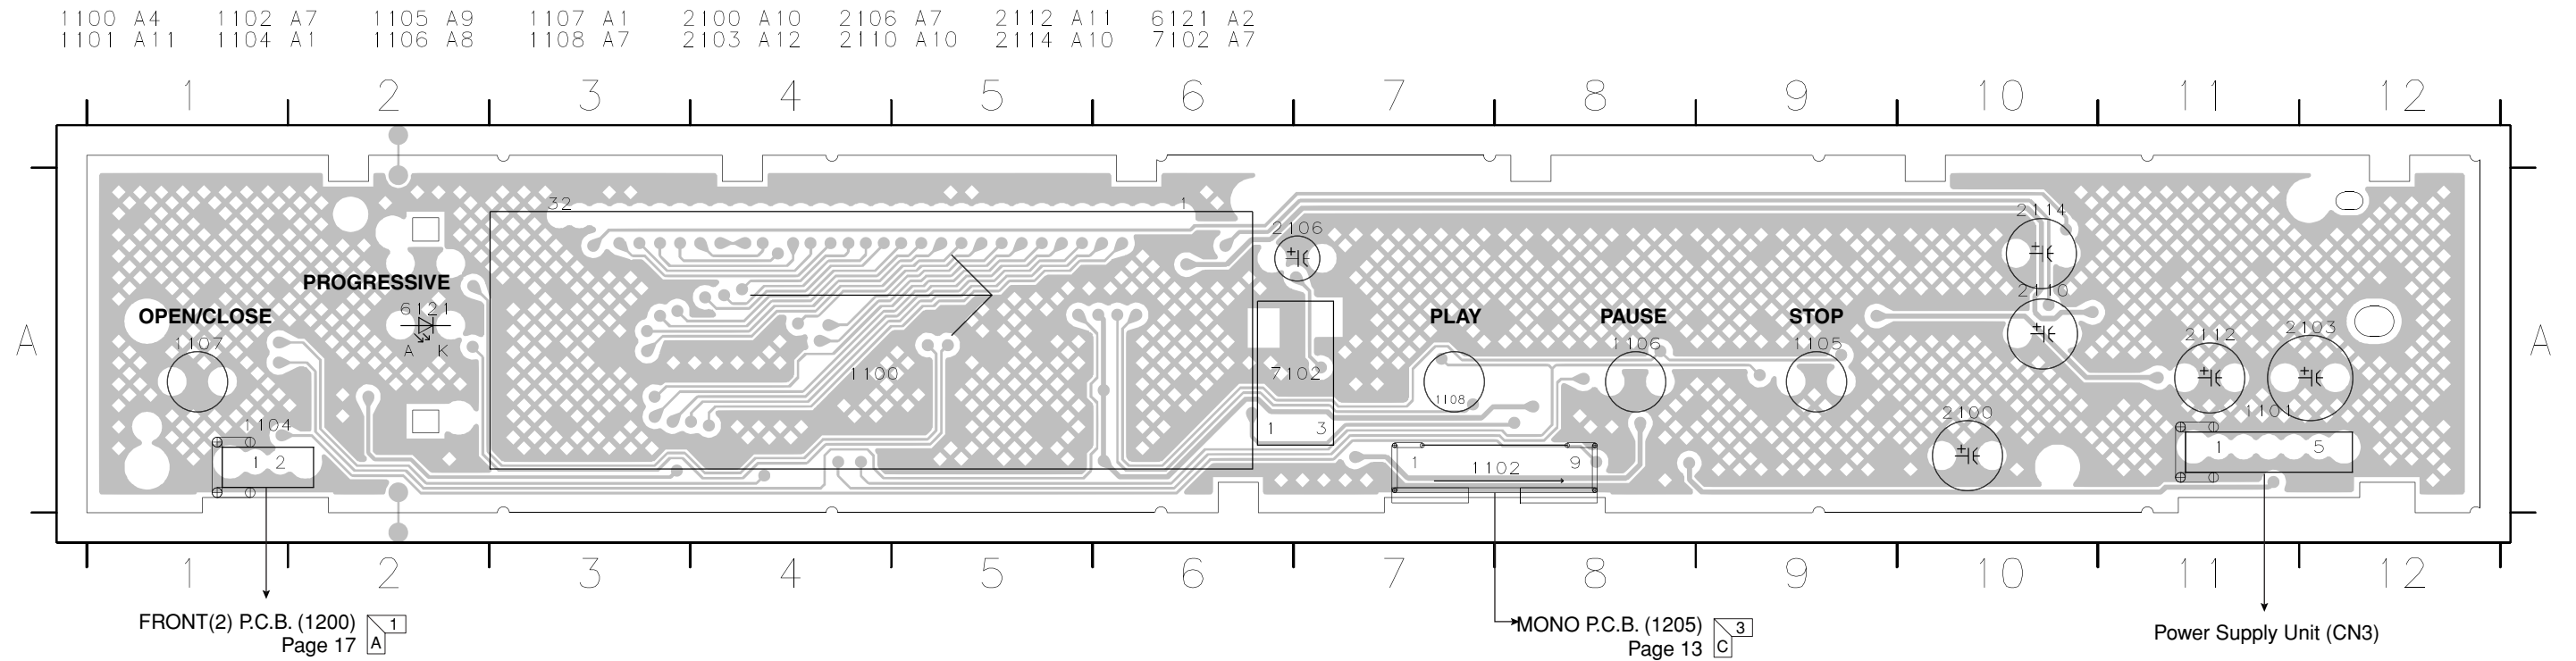 1100 A4 1102 A7 1105 A9 1107 A1 2100 A10 2106 A7 2112 A11 6121 A2
1101 A11 1104 A1 1106 A8 1108 A7 2103 A12 2110 A10 2114 A10 7102 A7
1 2 3 4 5 6 7 8 9 10 11 12
32 1
2114
2106
+
+
PROGRESSIVE
2110
6121
OPEN/CLOSE PLAY PAUSE STOP
+
A A
1107 A K 1106 1105 2112 2103
1100 7102 + +
1108
2100 1101
1104 1 3 1 5
+
1 2 1 9
1102
1 2 3 4 5 6 7 8 9 10 11 12
FRONT(2) P.C.B. (1200) 1
Page 17 A
MONO P.C.B. (1205) 3
Page 13 C
Power Supply Unit (CN3)